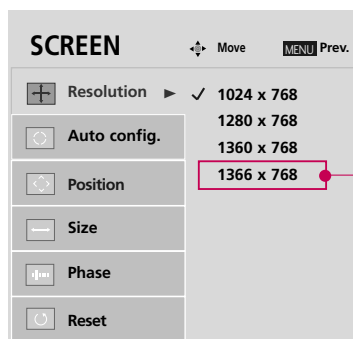 SCREEN Move MENU Prev.
Resolution ► ✓ 1024 x 768
1280 x 768
Auto config.
1360 x 768
Position
1366 x 768
Size
Phase
Reset